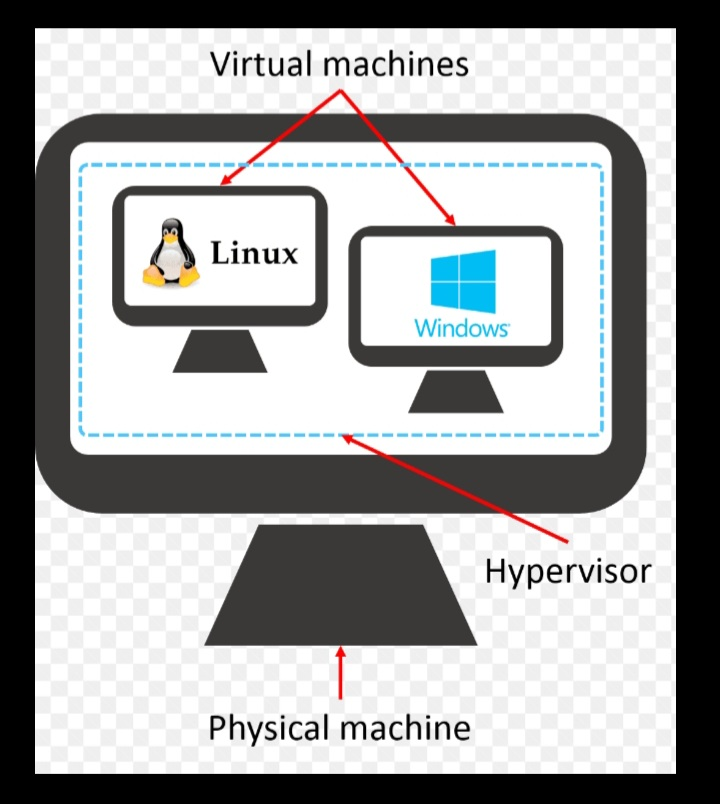 Virtual machines
Linux
Windows
Hypervisor
Physical machine